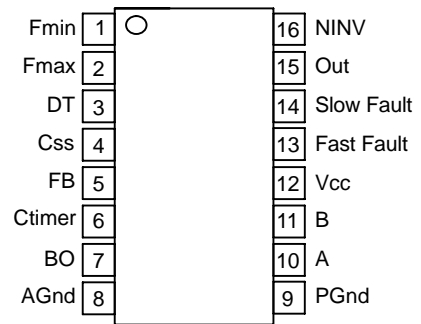 Fmin 1 16 NINV
Fmax 2 15 Out
DT 3 14 Slow Fault
Css 4 13 Fast Fault
FB 5 12 Vcc
Ctimer 6 11 B
BO 7 10 A
AGnd 8 9 PGnd